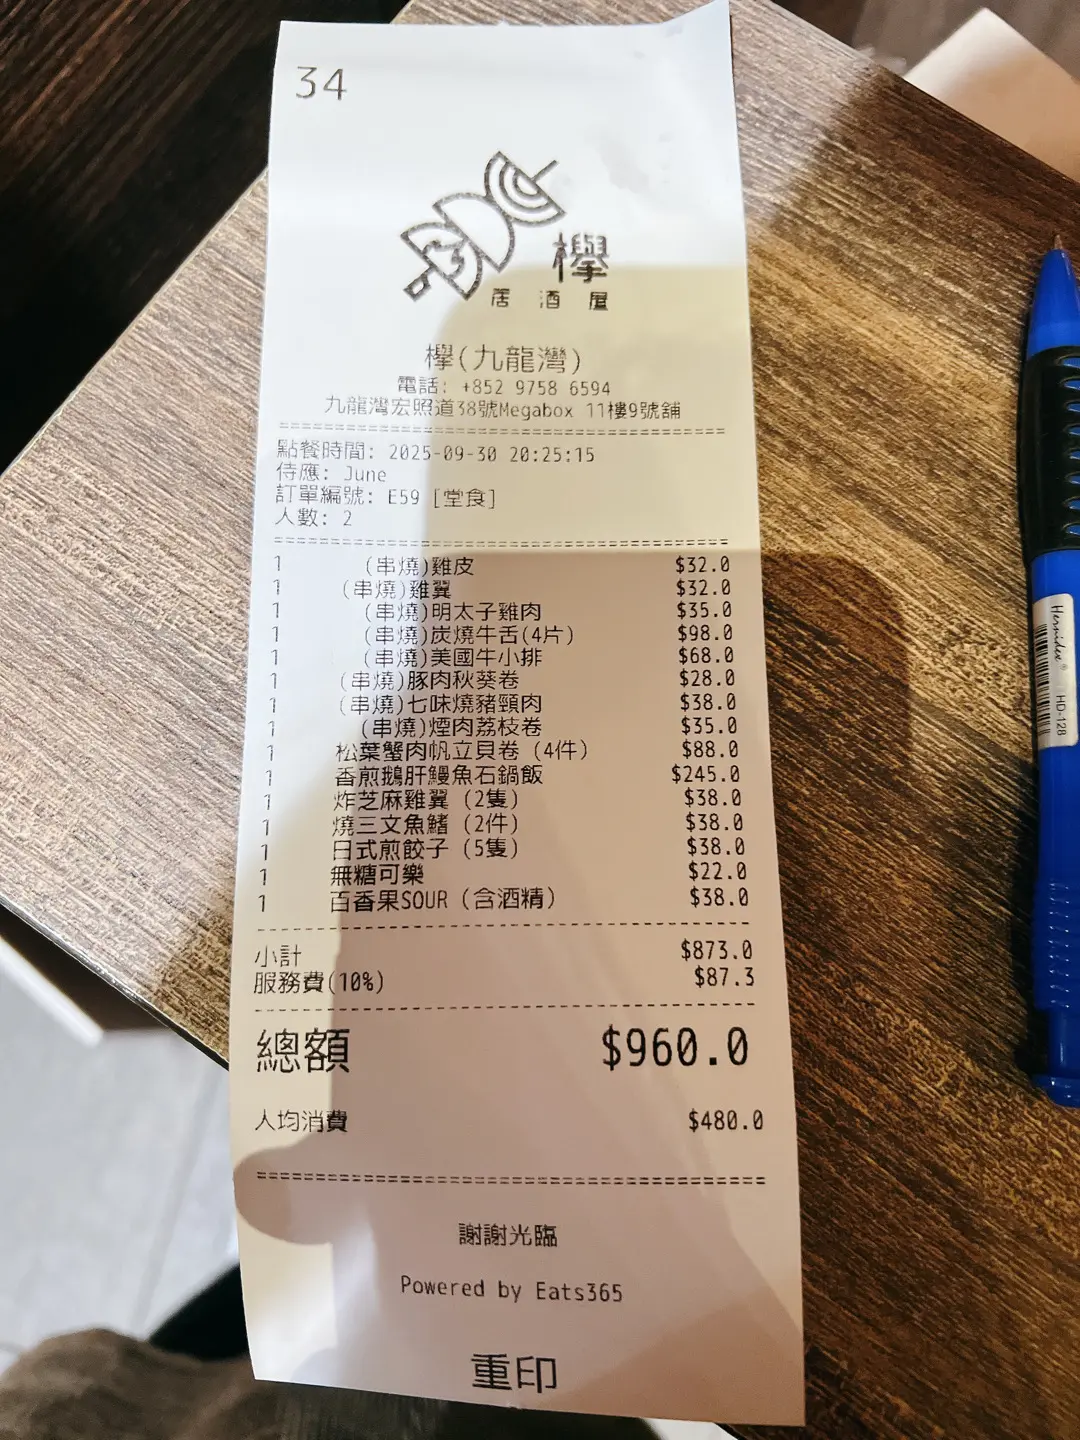 34
櫸
居酒屋
櫸(九龍灣)
電話: +852 9758 6594
九龍灣宏照道38號Megabox 11樓9號舖
點餐時間: 2025-09-30 20:25:15
侍應: June
訂單編號: E59 [堂食]
人數: 2
1 (串燒)雞皮 $32.0
1 (串燒)雞翼 $32.0
1 (串燒)明太子雞肉 $35.0
1 (串燒)炭燒牛舌(4片) $98.0
1 (串燒)美國牛小排 $68.0
1 (串燒)豚肉秋葵卷 $28.0
1 (串燒)七味燒豬頸肉 $38.0
1 (串燒)煙肉荔枝卷 $35.0
1 松葉蟹肉帆立貝卷 (4件) $88.0
1 香煎鵝肝鰻魚石鍋飯 $245.0
1 炸芝麻雞翼 (2隻) $38.0
1 燒三文魚鰭 (2件) $38.0
1 日式煎餃子 (5隻) $38.0
1 無糖可樂 $22.0
1 百香果SOUR (含酒精) $38.0
小計 $873.0
服務費(10%) $87.3
總額 $960.0
人均消費 $480.0
謝謝光臨
Powered by Eats365
重印
Hernidex®
HD-128